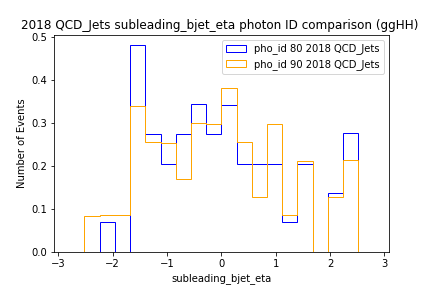 2018 QCD_Jets subleading_bjet_eta photon ID comparison (ggHH)
pho_id 80 2018 QCD_Jets
pho_id 90 2018 QCD_Jets
Number of Events
0.5
0.4
0.3
0.2
0.1
0.0
−3 −2 −1 0 1 2 3
subleading_bjet_eta